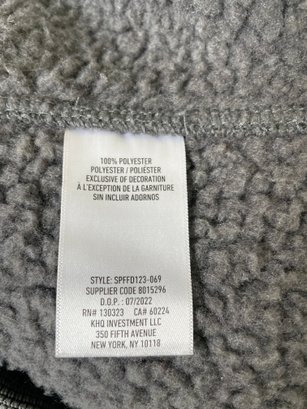 100% POLYESTER
POLYESTER / POLIÉSTER
EXCLUSIVE OF DECORATION
À L'EXCEPTION DE LA GARNITURE
SIN INCLUIR ADORNOS
STYLE: SPFFD123-069
SUPPLIER CODE 8015296
D.O.P. : 07/2022
RN# 130323 CA# 60224
KHQ INVESTMENT LLC
350 FIFTH AVENUE
NEW YORK, NY 10118